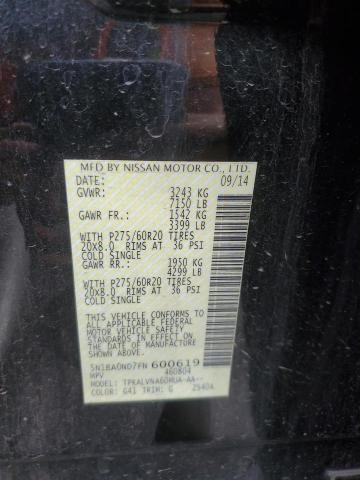 MFD BY NISSAN MOTOR CO., LTD.
DATE: 09/14
GVWR: 3243 KG
7150 LB
GAWR FR.: 1542 KG
3399 LB
WITH P275/60R20 TIRES
20X8.0 RIMS AT 36 PSI
COLD SINGLE
GAWR RR.: 1950 KG
4299 LB
WITH P275/60R20 TIRES
20X8.0 RIMS AT 36 PSI
COLD SINGLE
THIS VEHICLE CONFORMS TO ALL
APPLICABLE FEDERAL MOTOR
VEHICLE SAFETY STANDARDS
IN EFFECT ON THE DATE OF
MANUFACTURE SHOWN ABOVE.
5N1BA0ND7FN 600619
MPV 460804
MODEL: TPKALVNA60HUA-AA--
COLOR: G41 TRIM: G 2540A